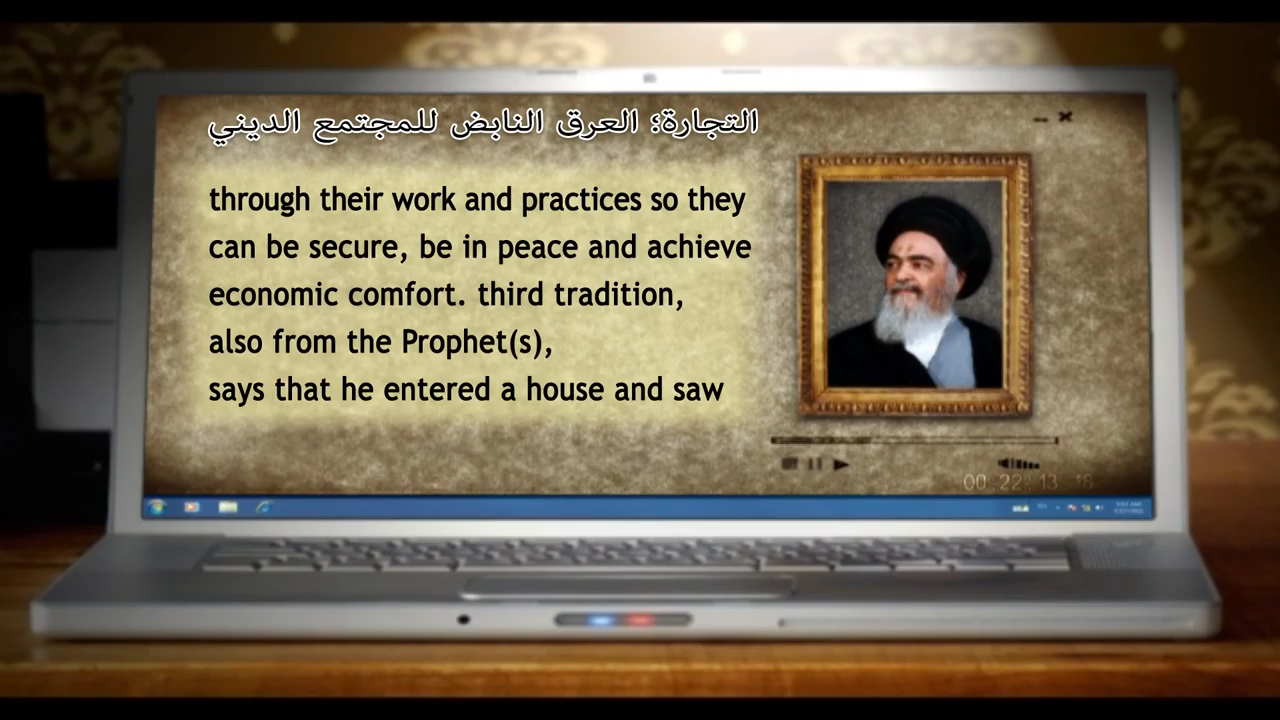 التجارة؛ العرق النابض للمجتمع الديني
through their work and practices so they
can be secure, be in peace and achieve
economic comfort. third tradition,
also from the Prophet(s),
says that he entered a house and saw